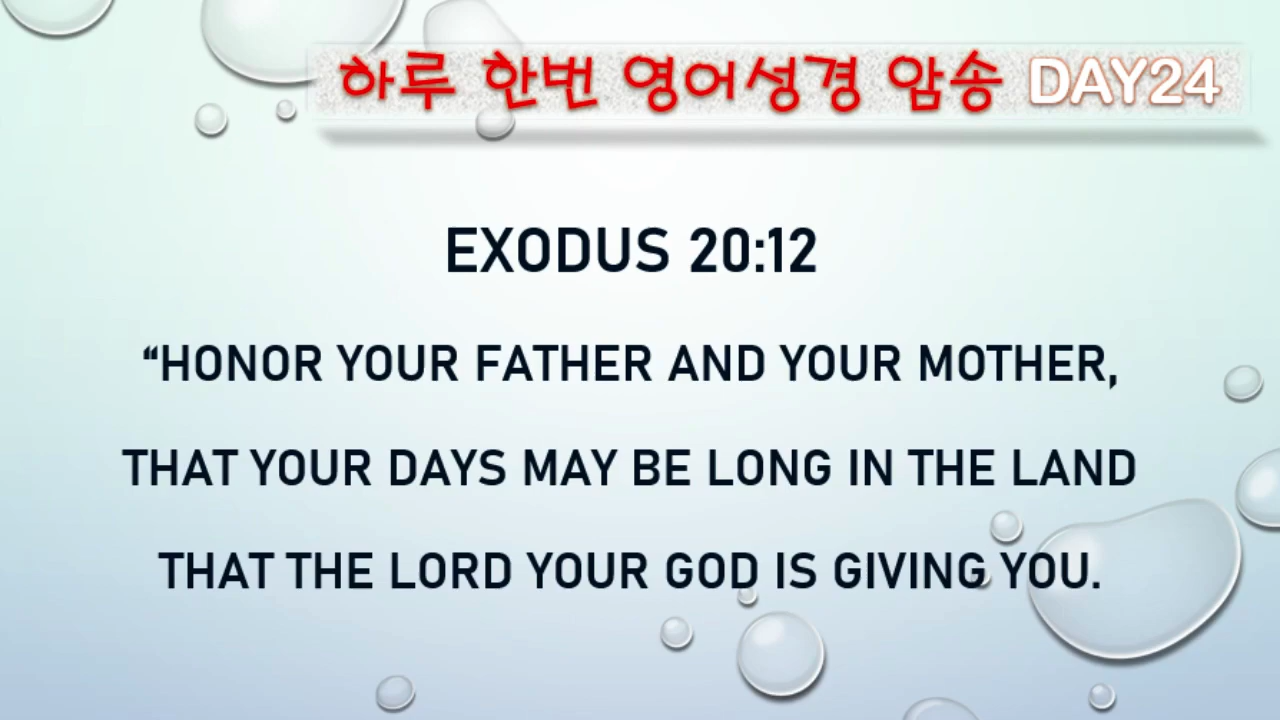 하루 한번 영어성경 암송 DAY24
EXODUS 20:12
“HONOR YOUR FATHER AND YOUR MOTHER,
THAT YOUR DAYS MAY BE LONG IN THE LAND
THAT THE LORD YOUR GOD IS GIVING YOU.